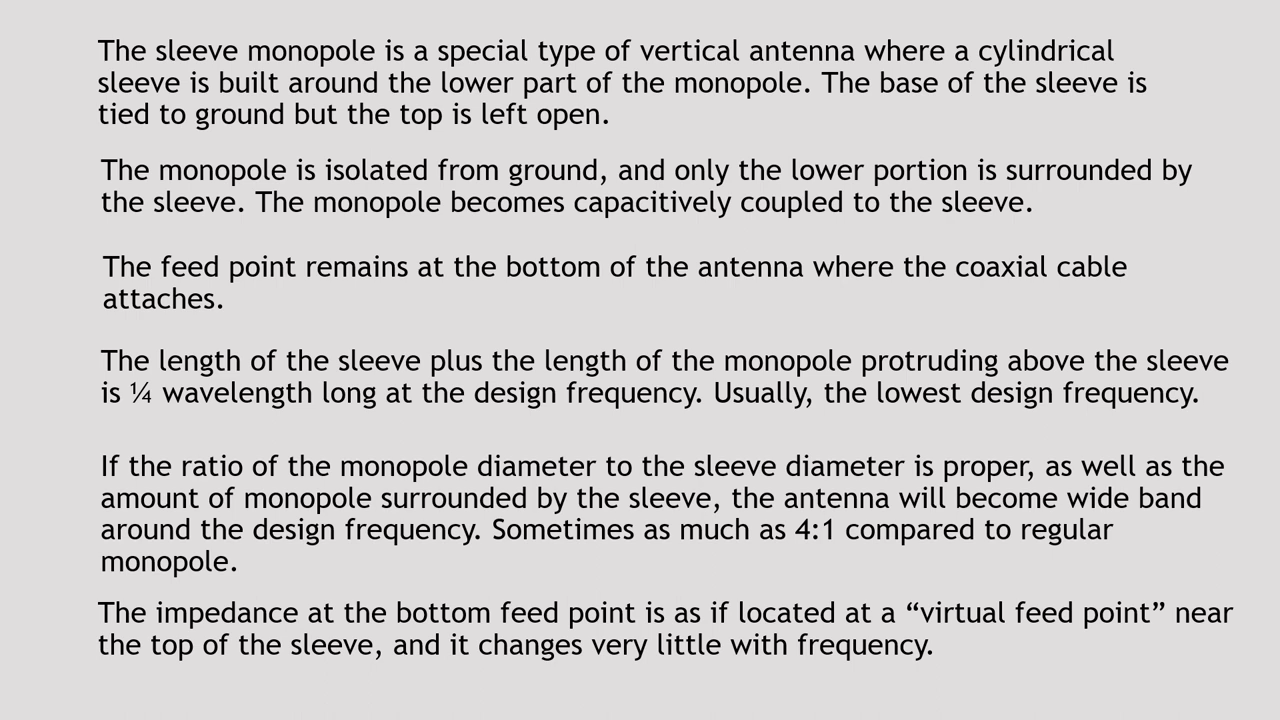 The sleeve monopole is a special type of vertical antenna where a cylindrical
sleeve is built around the lower part of the monopole. The base of the sleeve is
tied to ground but the top is left open.
The monopole is isolated from ground, and only the lower portion is surrounded by
the sleeve. The monopole becomes capacitively coupled to the sleeve.
The feed point remains at the bottom of the antenna where the coaxial cable
attaches.
The length of the sleeve plus the length of the monopole protruding above the sleeve
is ¼ wavelength long at the design frequency. Usually, the lowest design frequency.
If the ratio of the monopole diameter to the sleeve diameter is proper, as well as the
amount of monopole surrounded by the sleeve, the antenna will become wide band
around the design frequency. Sometimes as much as 4:1 compared to regular
monopole.
The impedance at the bottom feed point is as if located at a “virtual feed point” near
the top of the sleeve, and it changes very little with frequency.